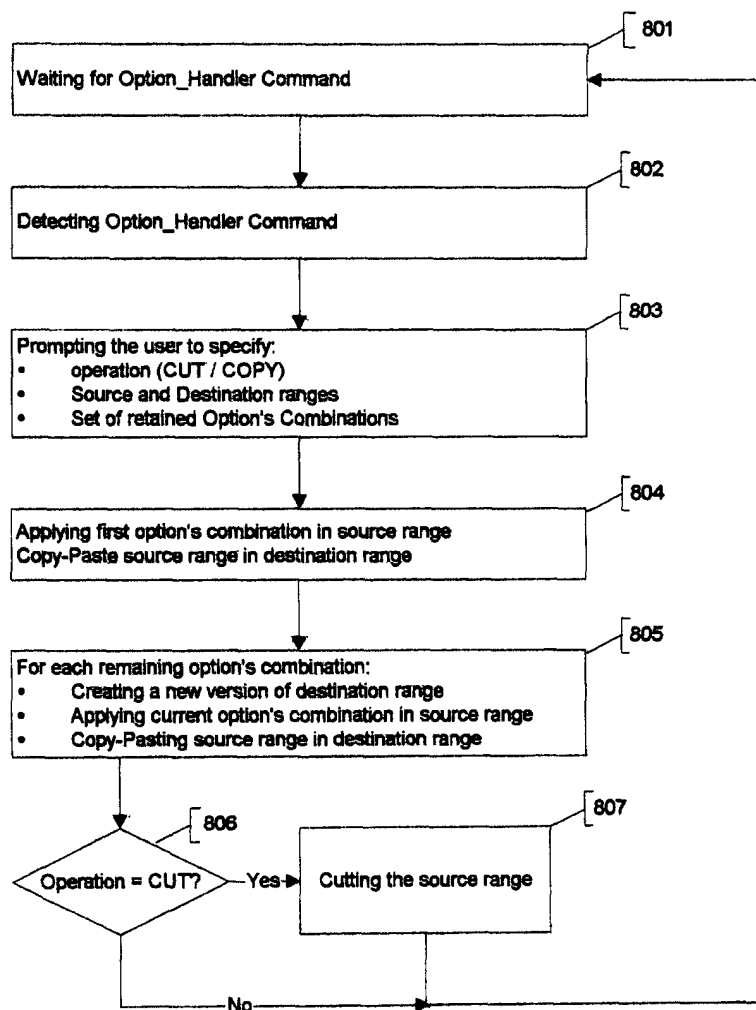 801
Waiting for Option_Handler Command
802
Detecting Option_Handler Command
803
Prompting the user to specify:
• operation (CUT / COPY)
• Source and Destination ranges
• Set of retained Option's Combinations
804
Applying first option's combination in source range
Copy-Paste source range in destination range
805
For each remaining option's combination:
• Creating a new version of destination range
• Applying current option's combination in source range
• Copy-Pasting source range in destination range
806
Operation = CUT?
Yes
807
Cutting the source range
No